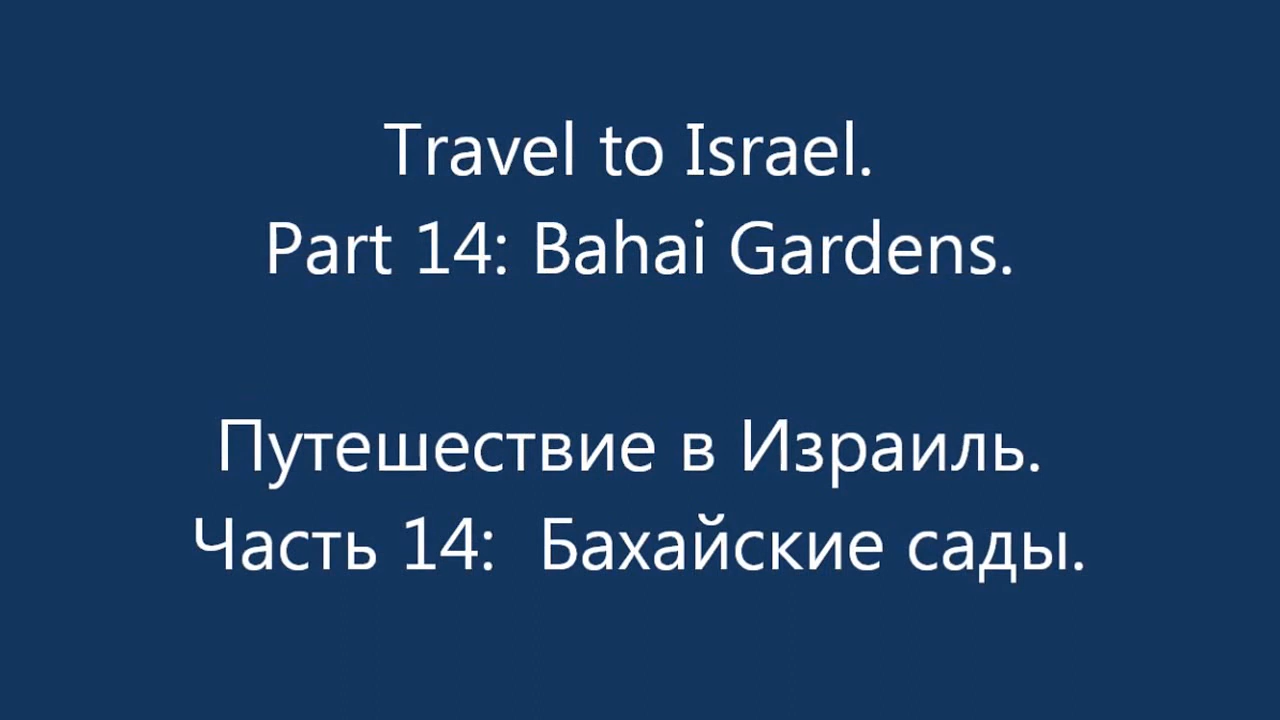 Travel to Israel.
Part 14: Bahai Gardens.
Путешествие в Израиль.
Часть 14: Бахайские сады.